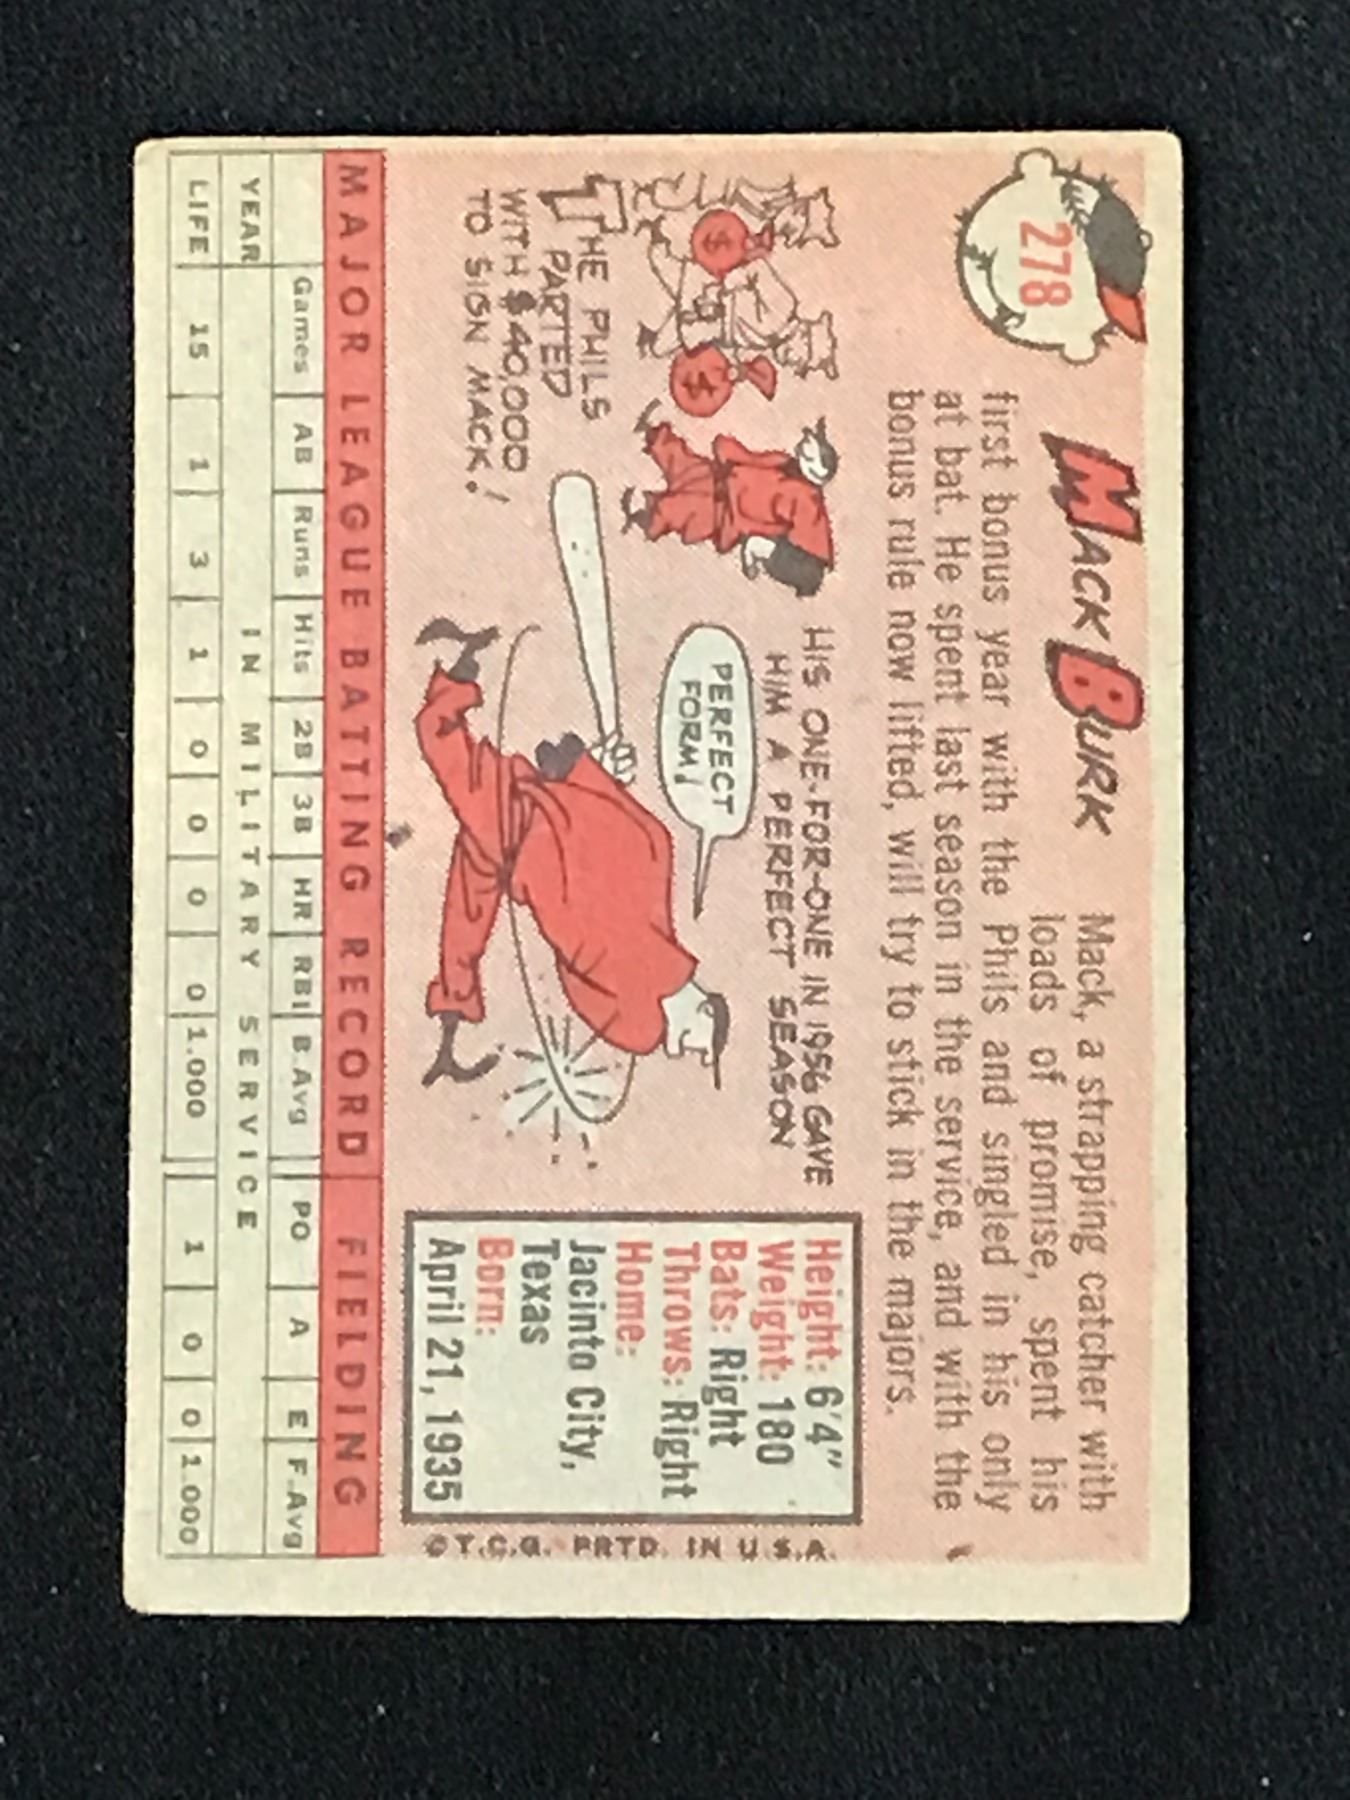 278
MACK BURK
Mack, a strapping catcher with
loads of promise, spent his
first bonus year with the Phils and singled in his only
at bat. He spent last season in the service, and with the
bonus rule now lifted, will try to stick in the majors.
$ $
THE PHILS
PARTED
WITH $40,000
TO SIGN MACK!
HIS ONE-FOR-ONE IN 1956 GAVE
HIM A PERFECT SEASON
PERFECT
FORM!
Height: 6'4"
Weight: 180
Bats: Right
Throws: Right
Home:
Jacinto City,
Texas
Born:
April 21, 1935
©T.C.G. PRTD. IN U.S.A.
MAJOR LEAGUE BATTING RECORD FIELDING
Games AB Runs Hits 2B 3B HR RBI B.Avg PO A E F.Avg
YEAR IN MILITARY SERVICE
LIFE 15 1 3 1 0 0 0 0 1.000 1 0 0 1.000